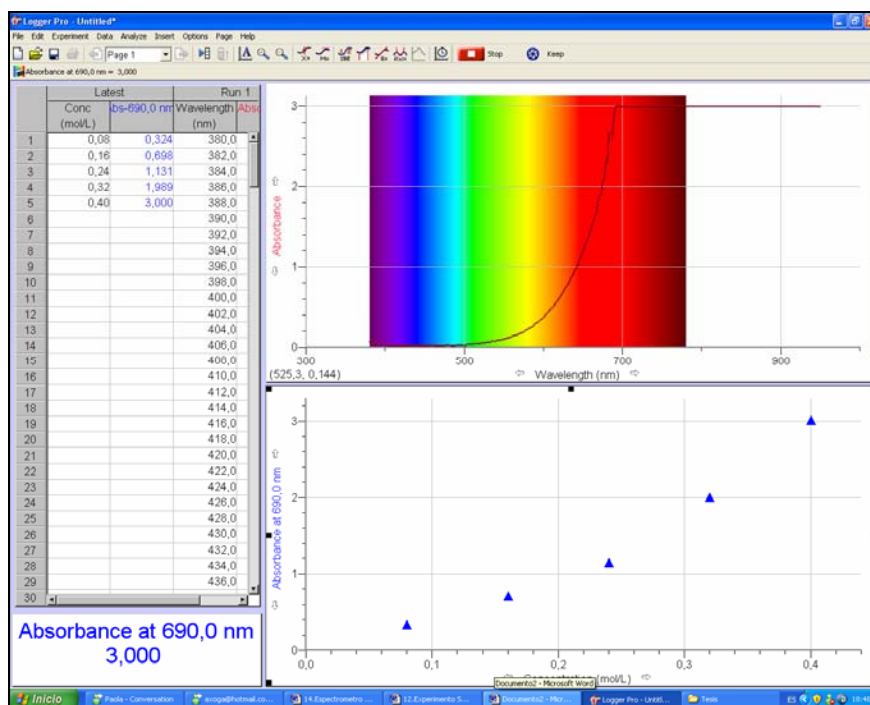 Logger Pro - Untitled*
File Edit Experiment Data Analyze Insert Options Page Help
Page 1
Stop
Keep
Absorbance at 690,0 nm = 3,000
Latest Run 1
Conc Abs-690,0 nm Wavelength Abso
(mol/L) (nm)
1 0,08 0,324 380,0
2 0,16 0,698 382,0
3 0,24 1,131 384,0
4 0,32 1,989 386,0
5 0,40 3,000 388,0
6 390,0
7 392,0
8 394,0
9 396,0
10 398,0
11 400,0
12 402,0
13 404,0
14 406,0
15 408,0
16 410,0
17 412,0
18 414,0
19 416,0
20 418,0
21 420,0
22 422,0
23 424,0
24 426,0
25 428,0
26 430,0
27 432,0
28 434,0
29 436,0
30
Absorbance at 690,0 nm
3,000
3
2
Absorbance
1
0
300 500 700 900
(525,3, 0,144)
Wavelength (nm)
3
2
Absorbance at 690,0 nm
1
0
0,0 0,1 0,2 0,3 0,4
Concentration (mol/L)
Documento2 - Microsoft Word
Inicio
Paola - Conversation
axoga@hotmail.co...
14.Espectrometro ...
12.Experimento S...
Documento2 - Micr...
Logger Pro - Untitl...
Tesis
ES
18:48